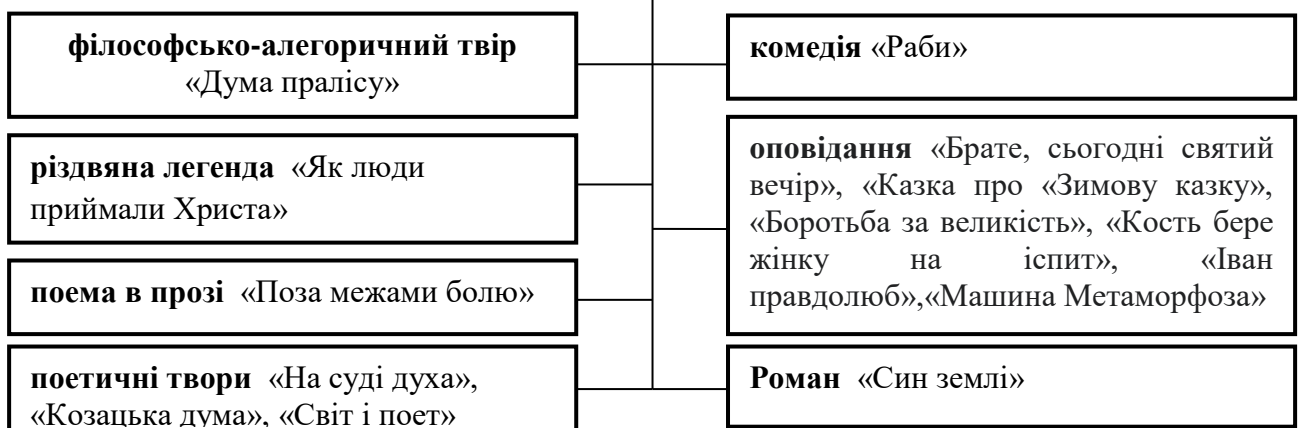 філософсько-алегоричний твір
«Дума пралісу»
різдвяна легенда «Як люди
приймали Христа»
поема в прозі «Поза межами болю»
поетичні твори «На суді духа»,
«Козацька дума», «Світ і поет»
комедія «Раби»
оповідання «Брате, сьогодні святий
вечір», «Казка про «Зимову казку»,
«Боротьба за великість», «Кость бере
жінку на іспит», «Іван
правдолюб»,«Машина Метаморфоза»
Роман «Син землі»